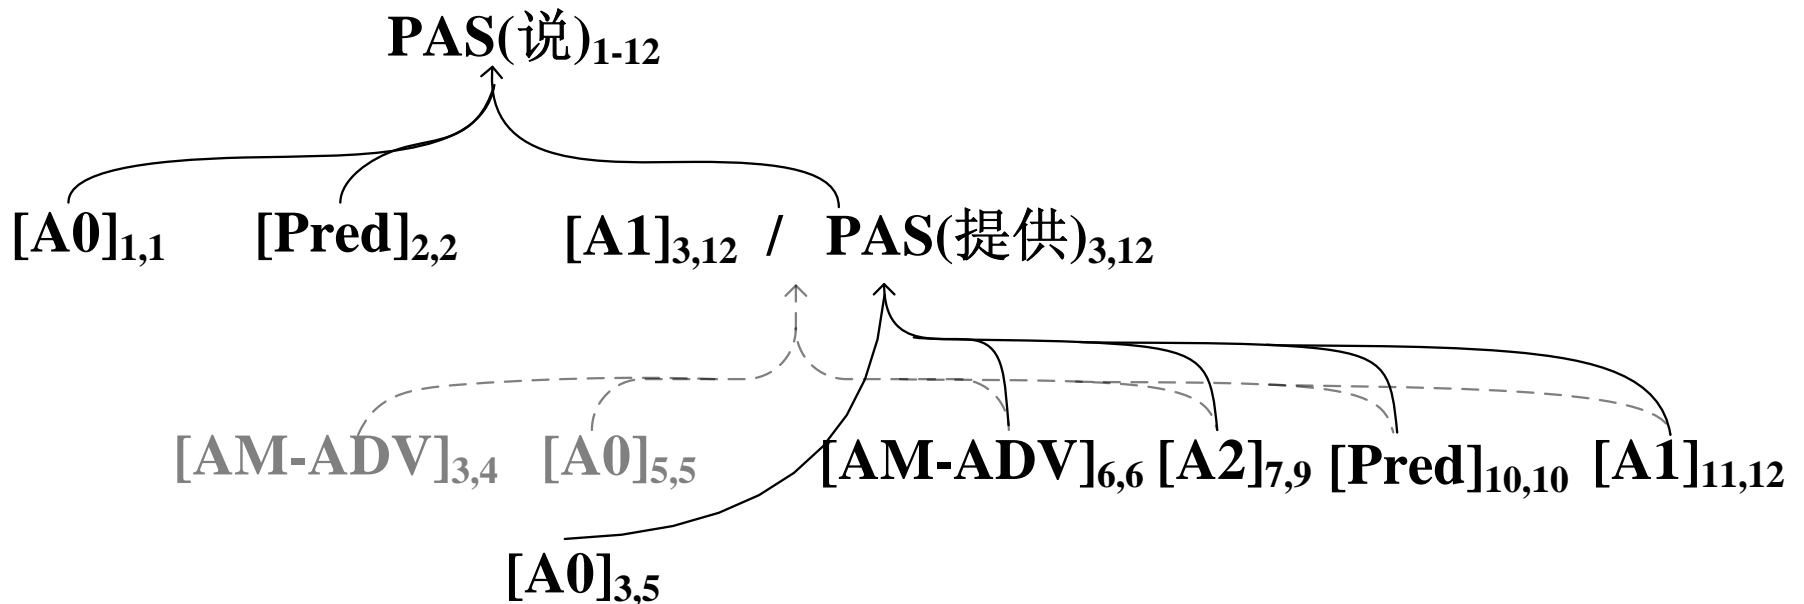 PAS(说)1-12
[A0]1,1 [Pred]2,2 [A1]3,12 / PAS(提供)3,12
[AM-ADV]3,4 [A0]5,5 [AM-ADV]6,6 [A2]7,9 [Pred]10,10 [A1]11,12
[A0]3,5